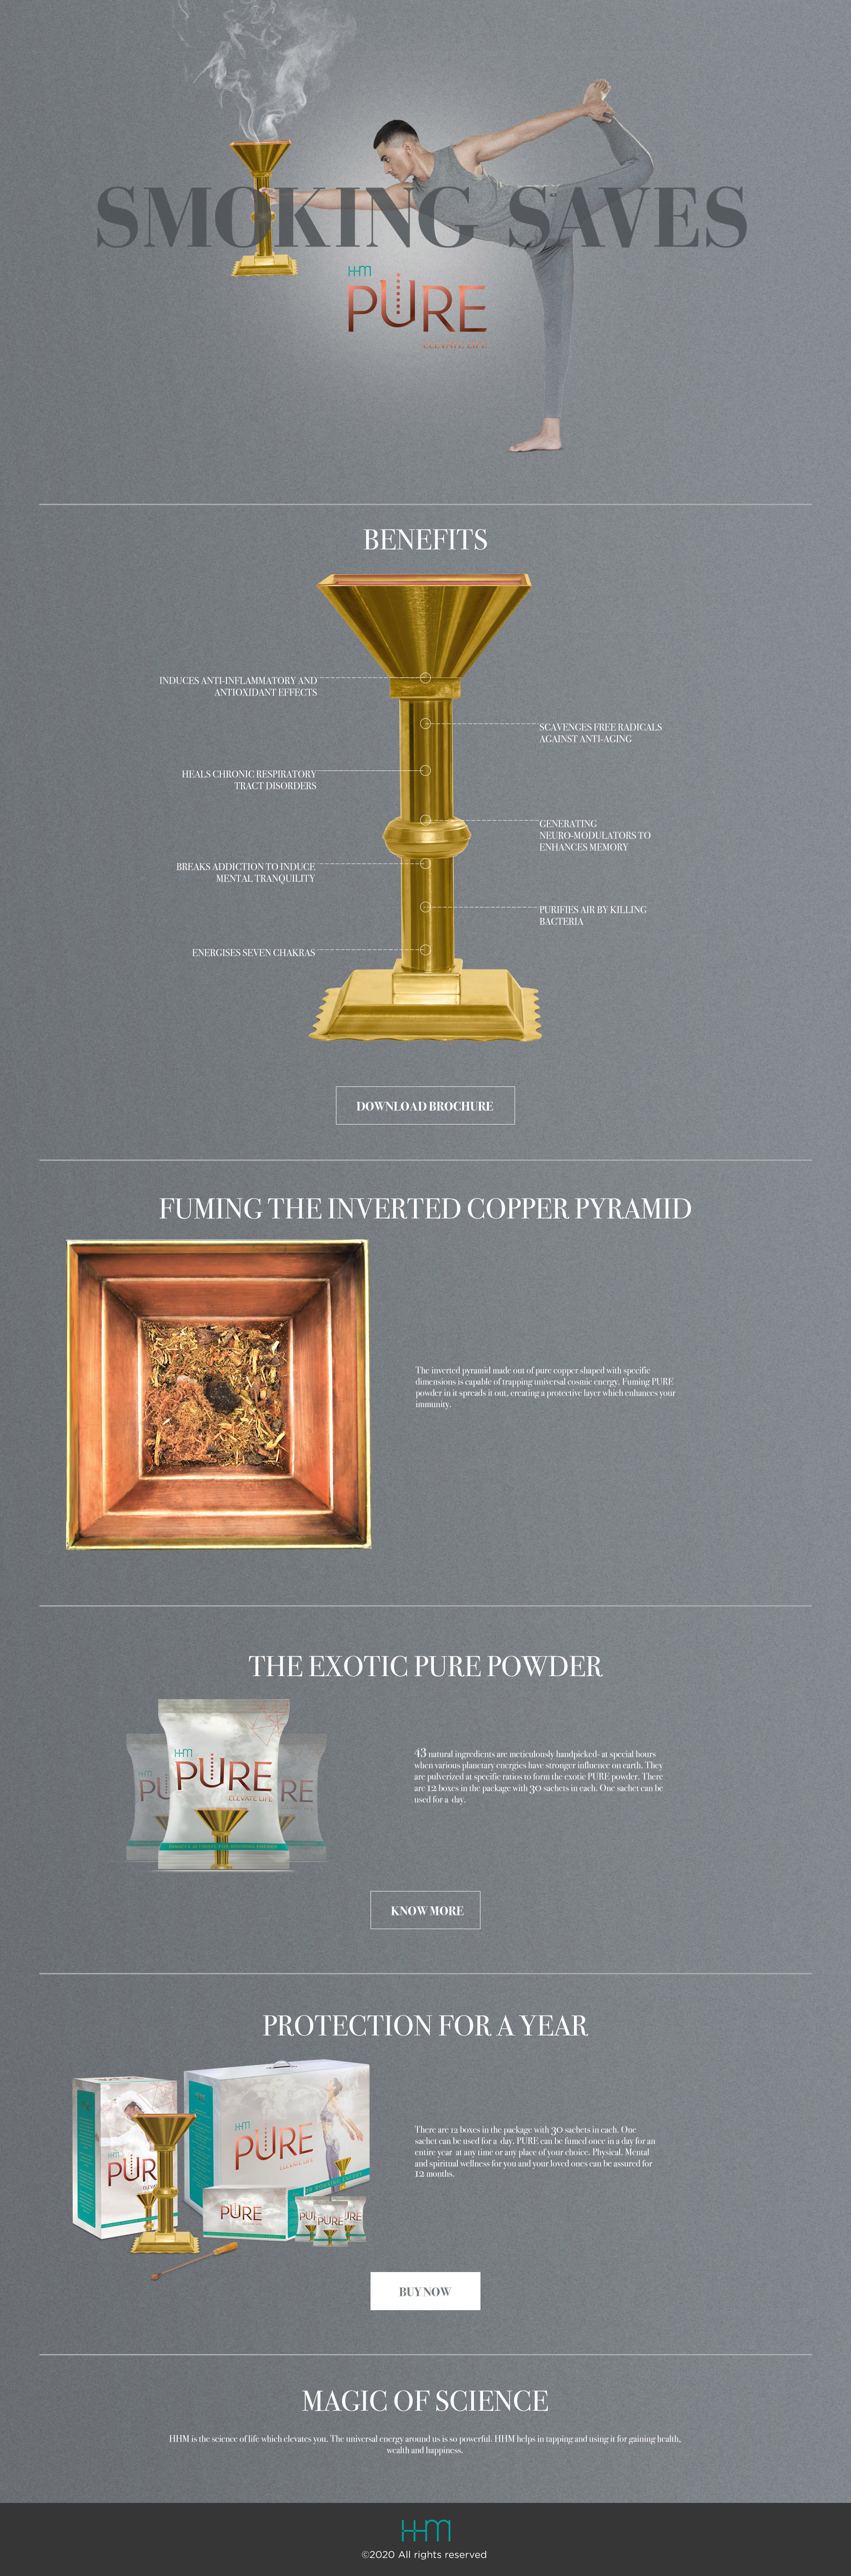 SMOKING SAVES
HHM
PURE
ELEVATE LIFE
BENEFITS
INDUCES ANTI-INFLAMMATORY AND
ANTIOXIDANT EFFECTS
SCAVENGES FREE RADICALS
AGAINST ANTI-AGING
HEALS CHRONIC RESPIRATORY
TRACT DISORDERS
GENERATING
NEURO-MODULATORS TO
ENHANCES MEMORY
BREAKS ADDICTION TO INDUCE
MENTAL TRANQUILITY
PURIFIES AIR BY KILLING
BACTERIA
ENERGISES SEVEN CHAKRAS
DOWNLOAD BROCHURE
FUMING THE INVERTED COPPER PYRAMID
The inverted pyramid made out of pure copper shaped with specific
dimensions is capable of trapping universal cosmic energy. Fuming PURE
powder in it spreads it out, creating a protective layer which enhances your
immunity.
THE EXOTIC PURE POWDER
HHM
PURE
ELEVATE LIFE
PU
RE
43 natural ingredients are meticulously handpicked- at special hours
when various planetary energies have stronger influence on earth. They
are pulverized at specific ratios to form the exotic PURE powder. There
are 12 boxes in the package with 30 sachets in each. One sachet can be
used for a day.
KNOW MORE
PROTECTION FOR A YEAR
HHM
PURE
ELEVATE LIFE
PUR
PURE
PU
PURE
URE
There are 12 boxes in the package with 30 sachets in each. One
sachet can be used for a day. PURE can be fumed once in a day for an
entire year at any time or any place of your choice. Physical, Mental
and spiritual wellness for you and your loved ones can be assured for
12 months.
BUY NOW
MAGIC OF SCIENCE
HHM is the science of life which elevates you. The universal energy around us is so powerful. HHM helps in tapping and using it for gaining health,
wealth and happiness.
HHM
©2020 All rights reserved